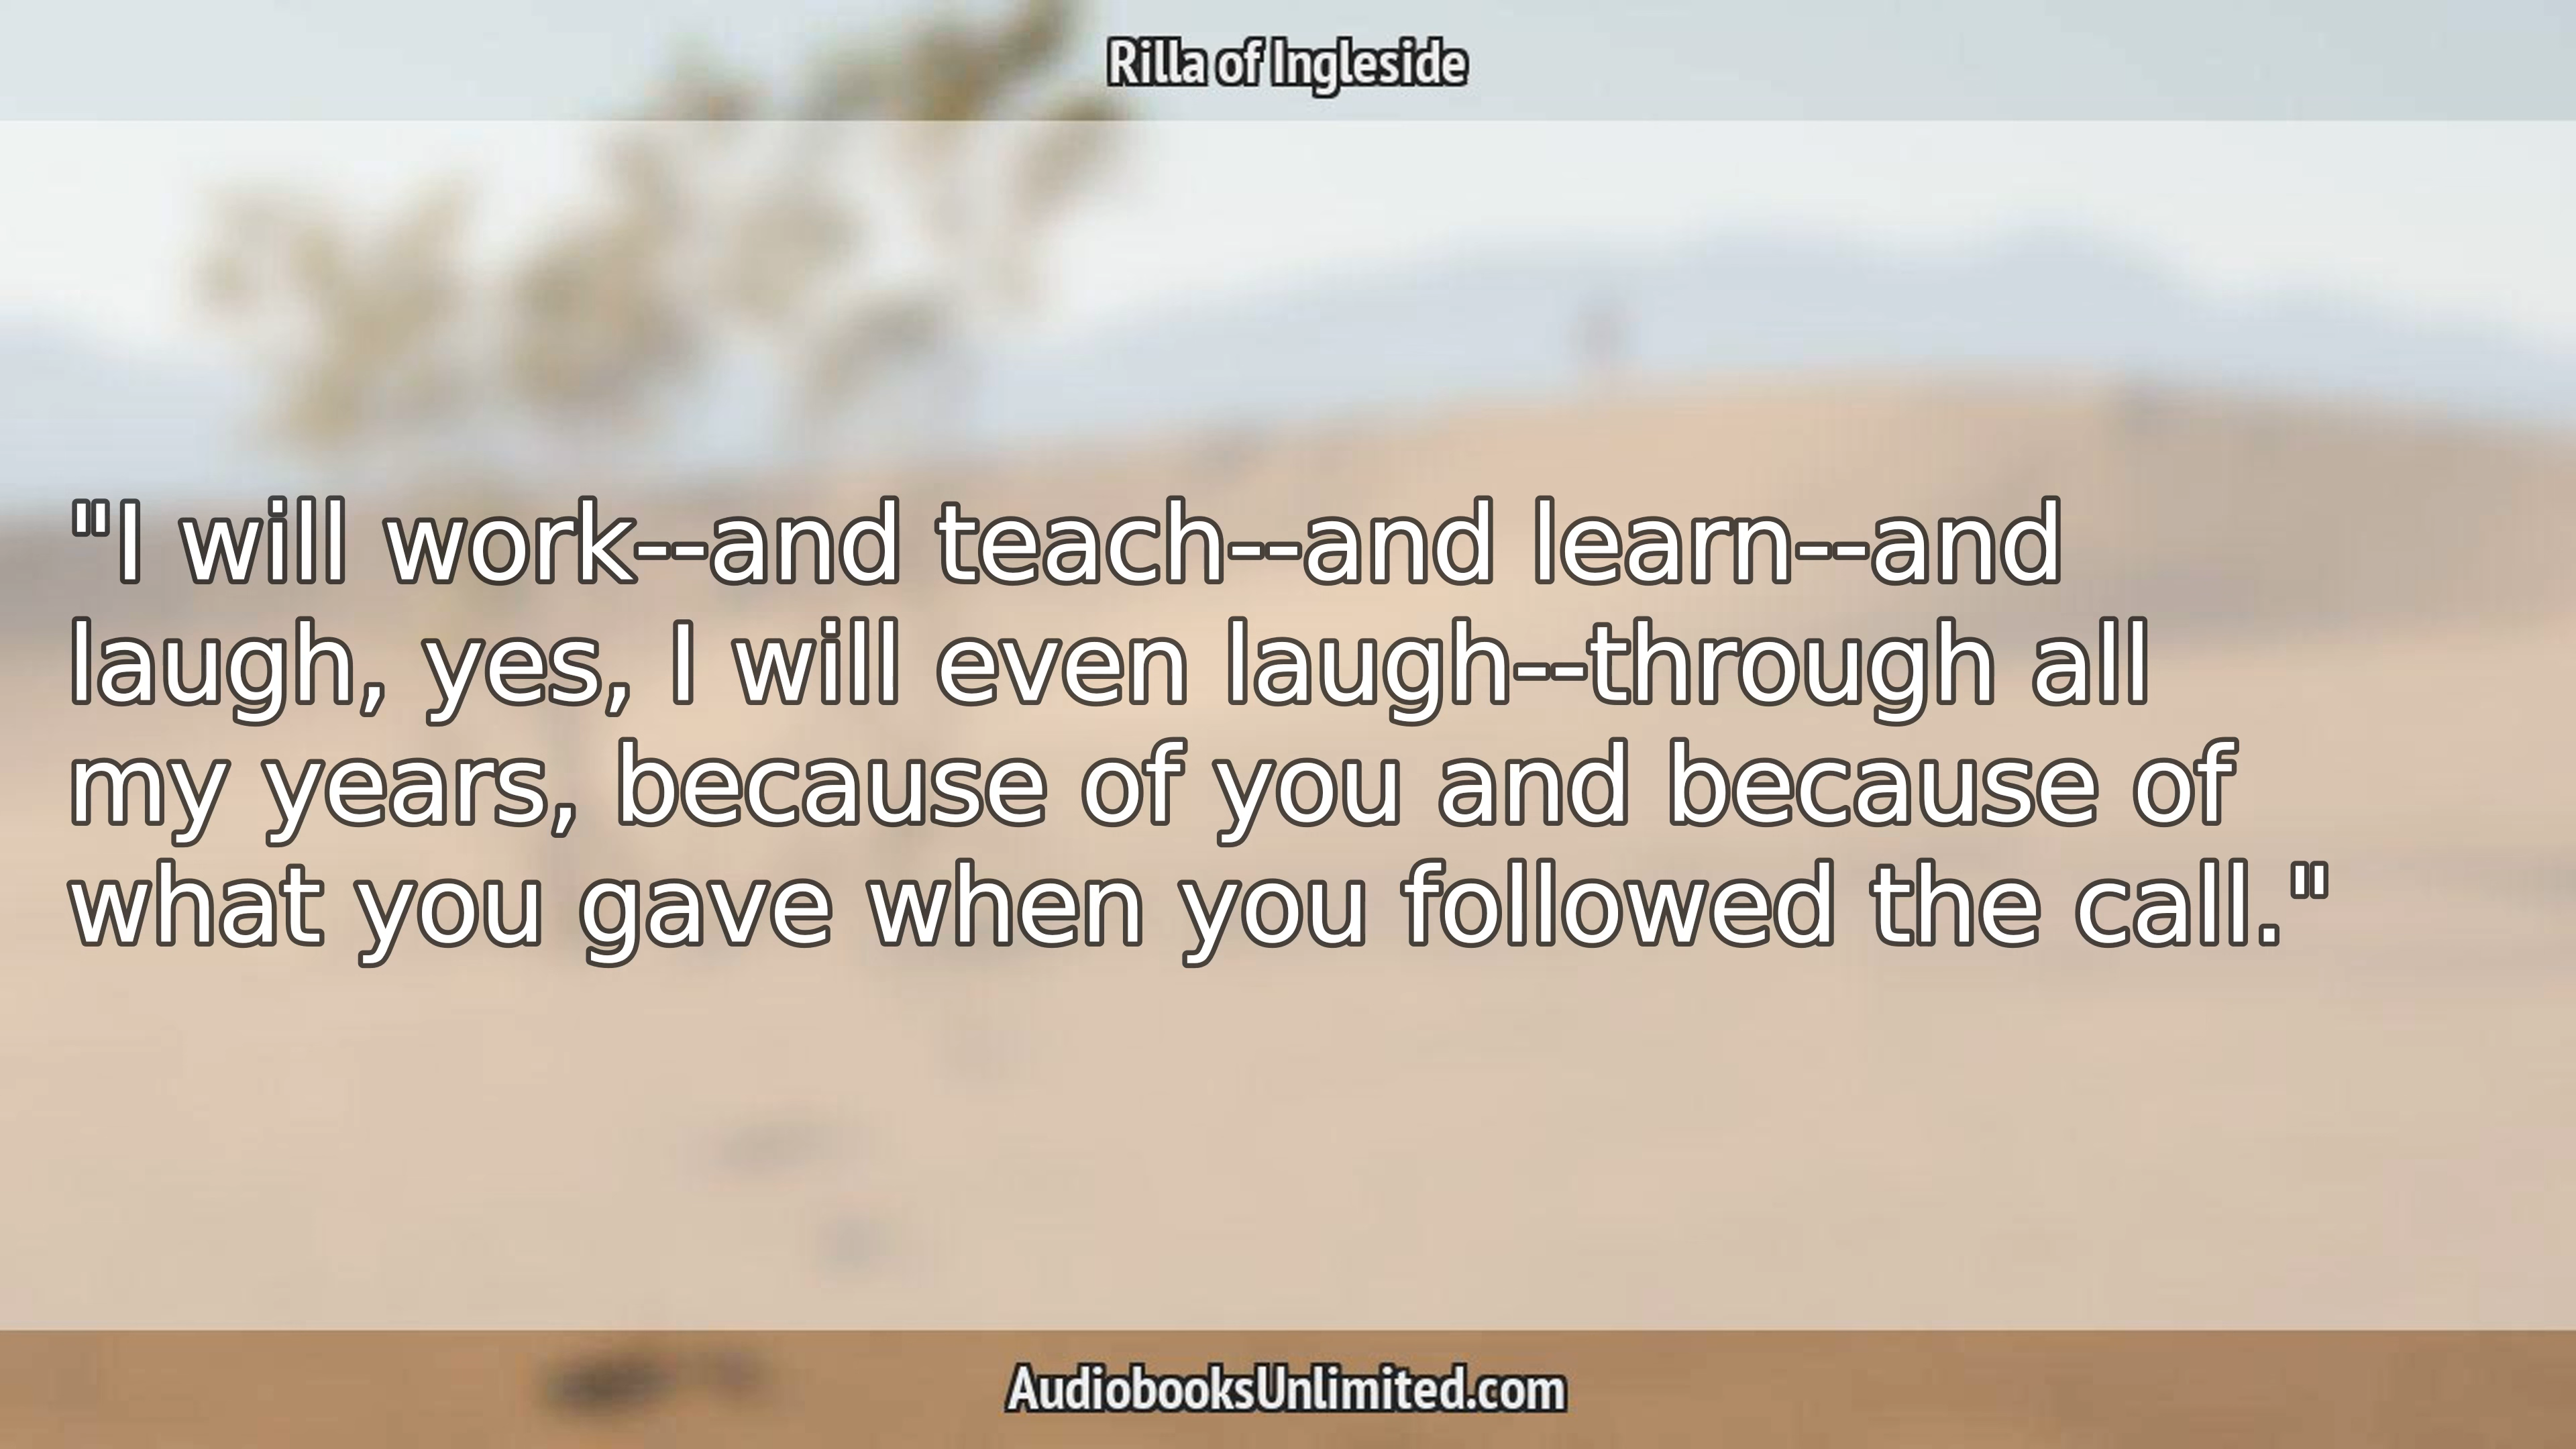 Rilla of Ingleside
"I will work--and teach--and learn--and
laugh, yes, I will even laugh--through all
my years, because of you and because of
what you gave when you followed the call."
AudiobooksUnlimited.com